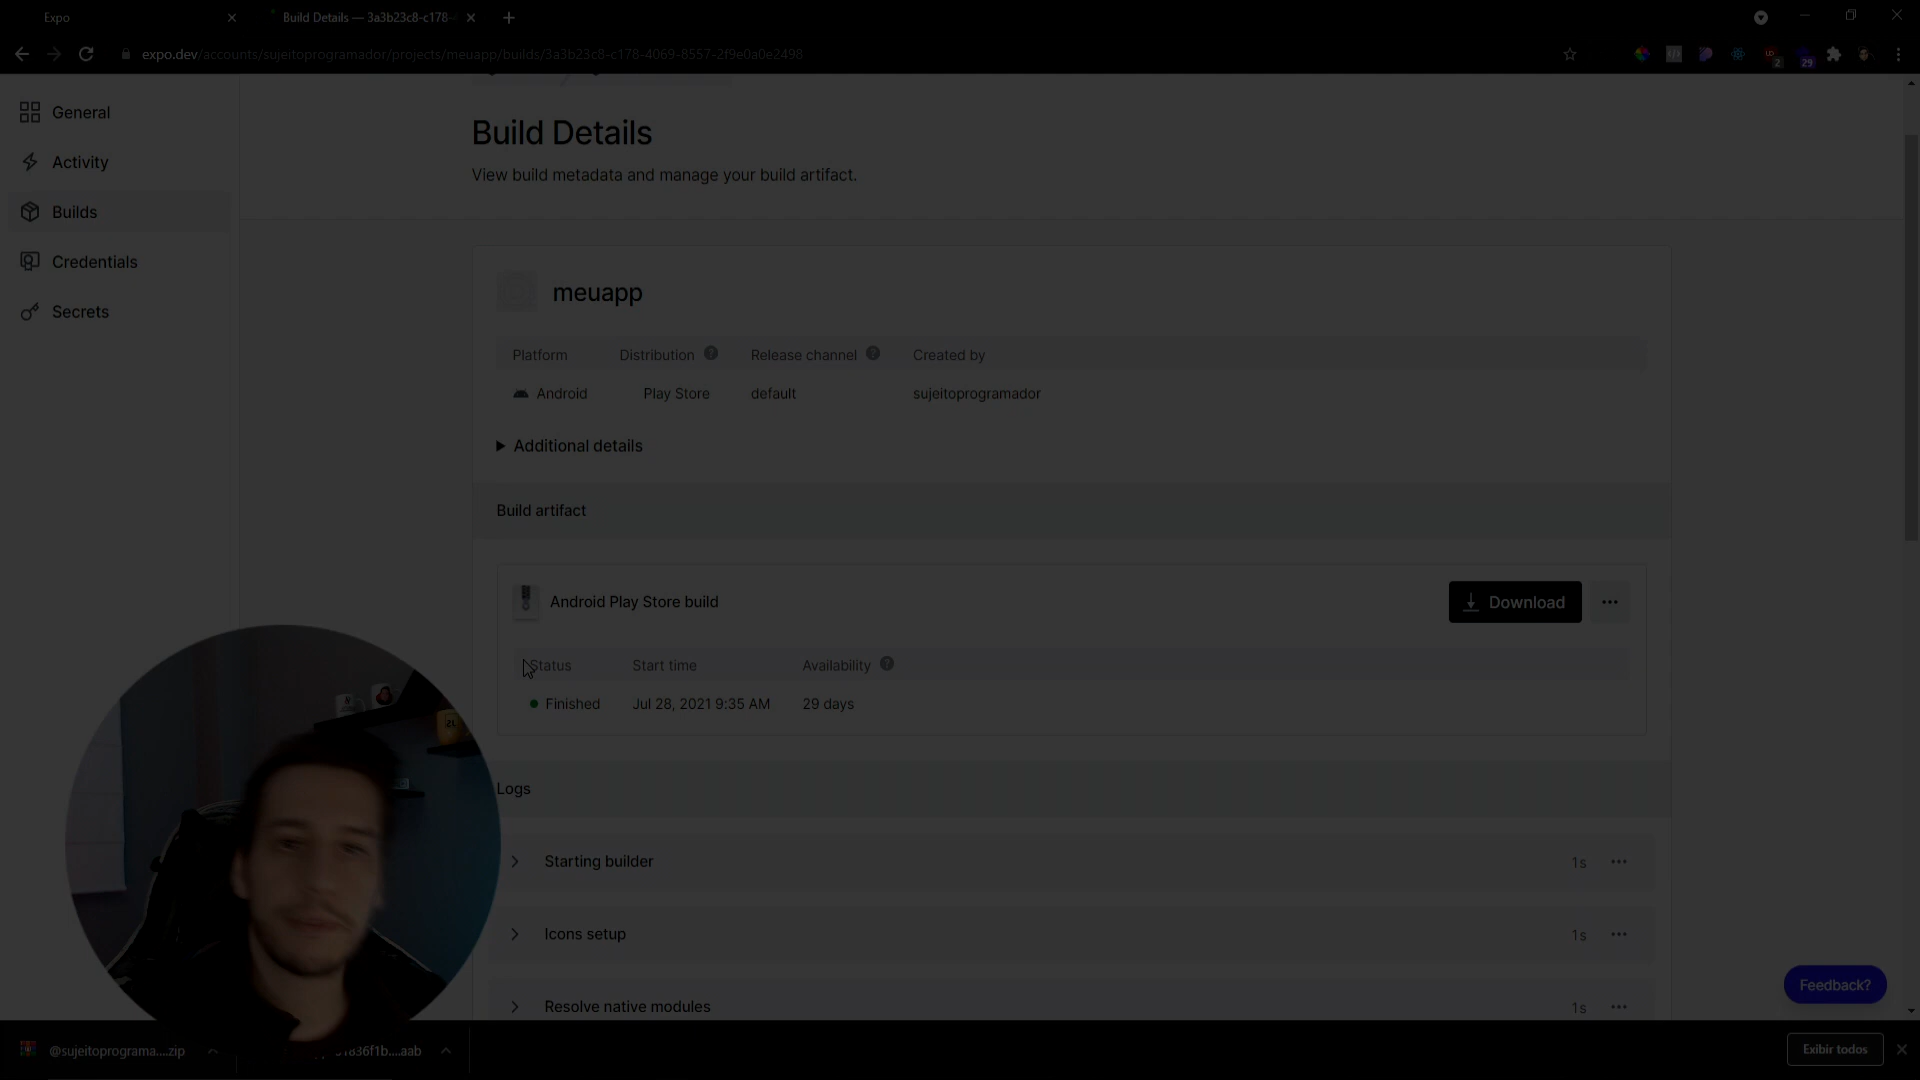 Expo
Build Details — 3a3b23c8-c178-
expo.dev/accounts/sujeitoprogramador/projects/meuapp/builds/3a3b23c8-c178-4069-8557-2f9e0a0e2498
2
29
General
Activity
Builds
Credentials
Secrets
Build Details
View build metadata and manage your build artifact.
meuapp
Platform Distribution Release channel Created by
Android Play Store default sujeitoprogramador
Additional details
Build artifact
Android Play Store build
Download
Status Start time Availability
Finished Jul 28, 2021 9:35 AM 29 days
Logs
Starting builder 1s
Icons setup 1s
Resolve native modules 1s
Feedback?
@sujeitoprograma....zip
836f1b....aab
Exibir todos